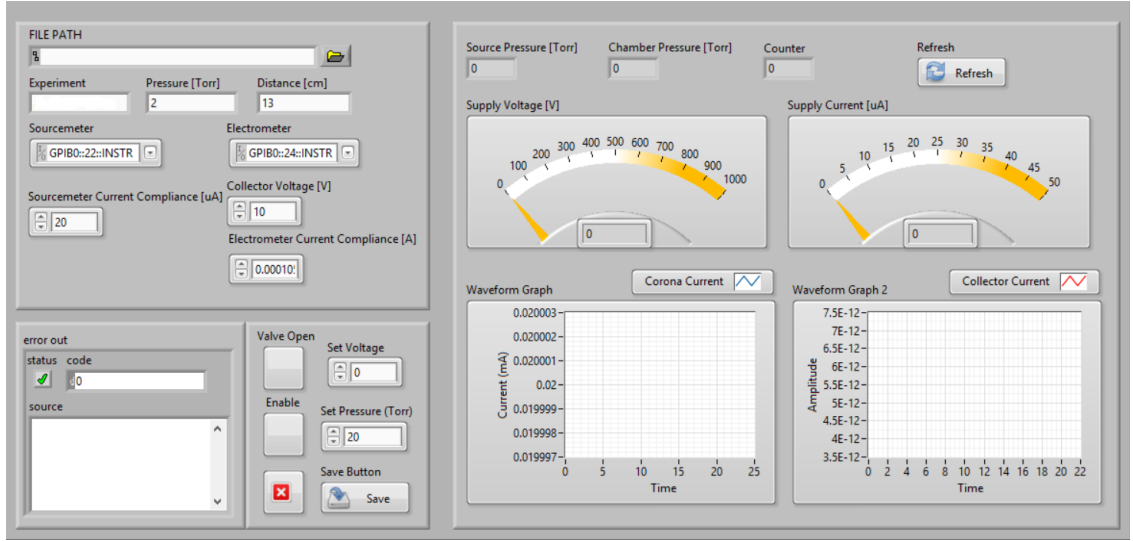 FILE PATH
Experiment Pressure [Torr] Distance [cm]
2 13
Sourcemeter Electrometer
GPIB0::22::INSTR GPIB0::24::INSTR
Sourcemeter Current Compliance [uA] Collector Voltage [V]
20 10
Electrometer Current Compliance [A]
error out
status code
0
source
Valve Open
Set Voltage
0
Enable
Set Pressure (Torr)
20
Save Button
Save
Source Pressure [Torr] Chamber Pressure [Torr] Counter Refresh
0 0 0 Refresh
Supply Voltage [V]
0 100 200 300 400 500 600 700 800 900 1000
0
Supply Current [uA]
0 5 10 15 20 25 30 35 40 45 50
0
Waveform Graph Corona Current
Current (mA)
0.020003
0.020002
0.020001
0.02
0.019999
0.019998
0.019997
0 5 10 15 20 25
Time
Waveform Graph 2 Collector Current
Amplitude
7.5E-12
7E-12
6.5E-12
6E-12
5.5E-12
5E-12
4.5E-12
4E-12
3.5E-12
0 2 4 6 8 10 12 14 16 18 20 22
Time